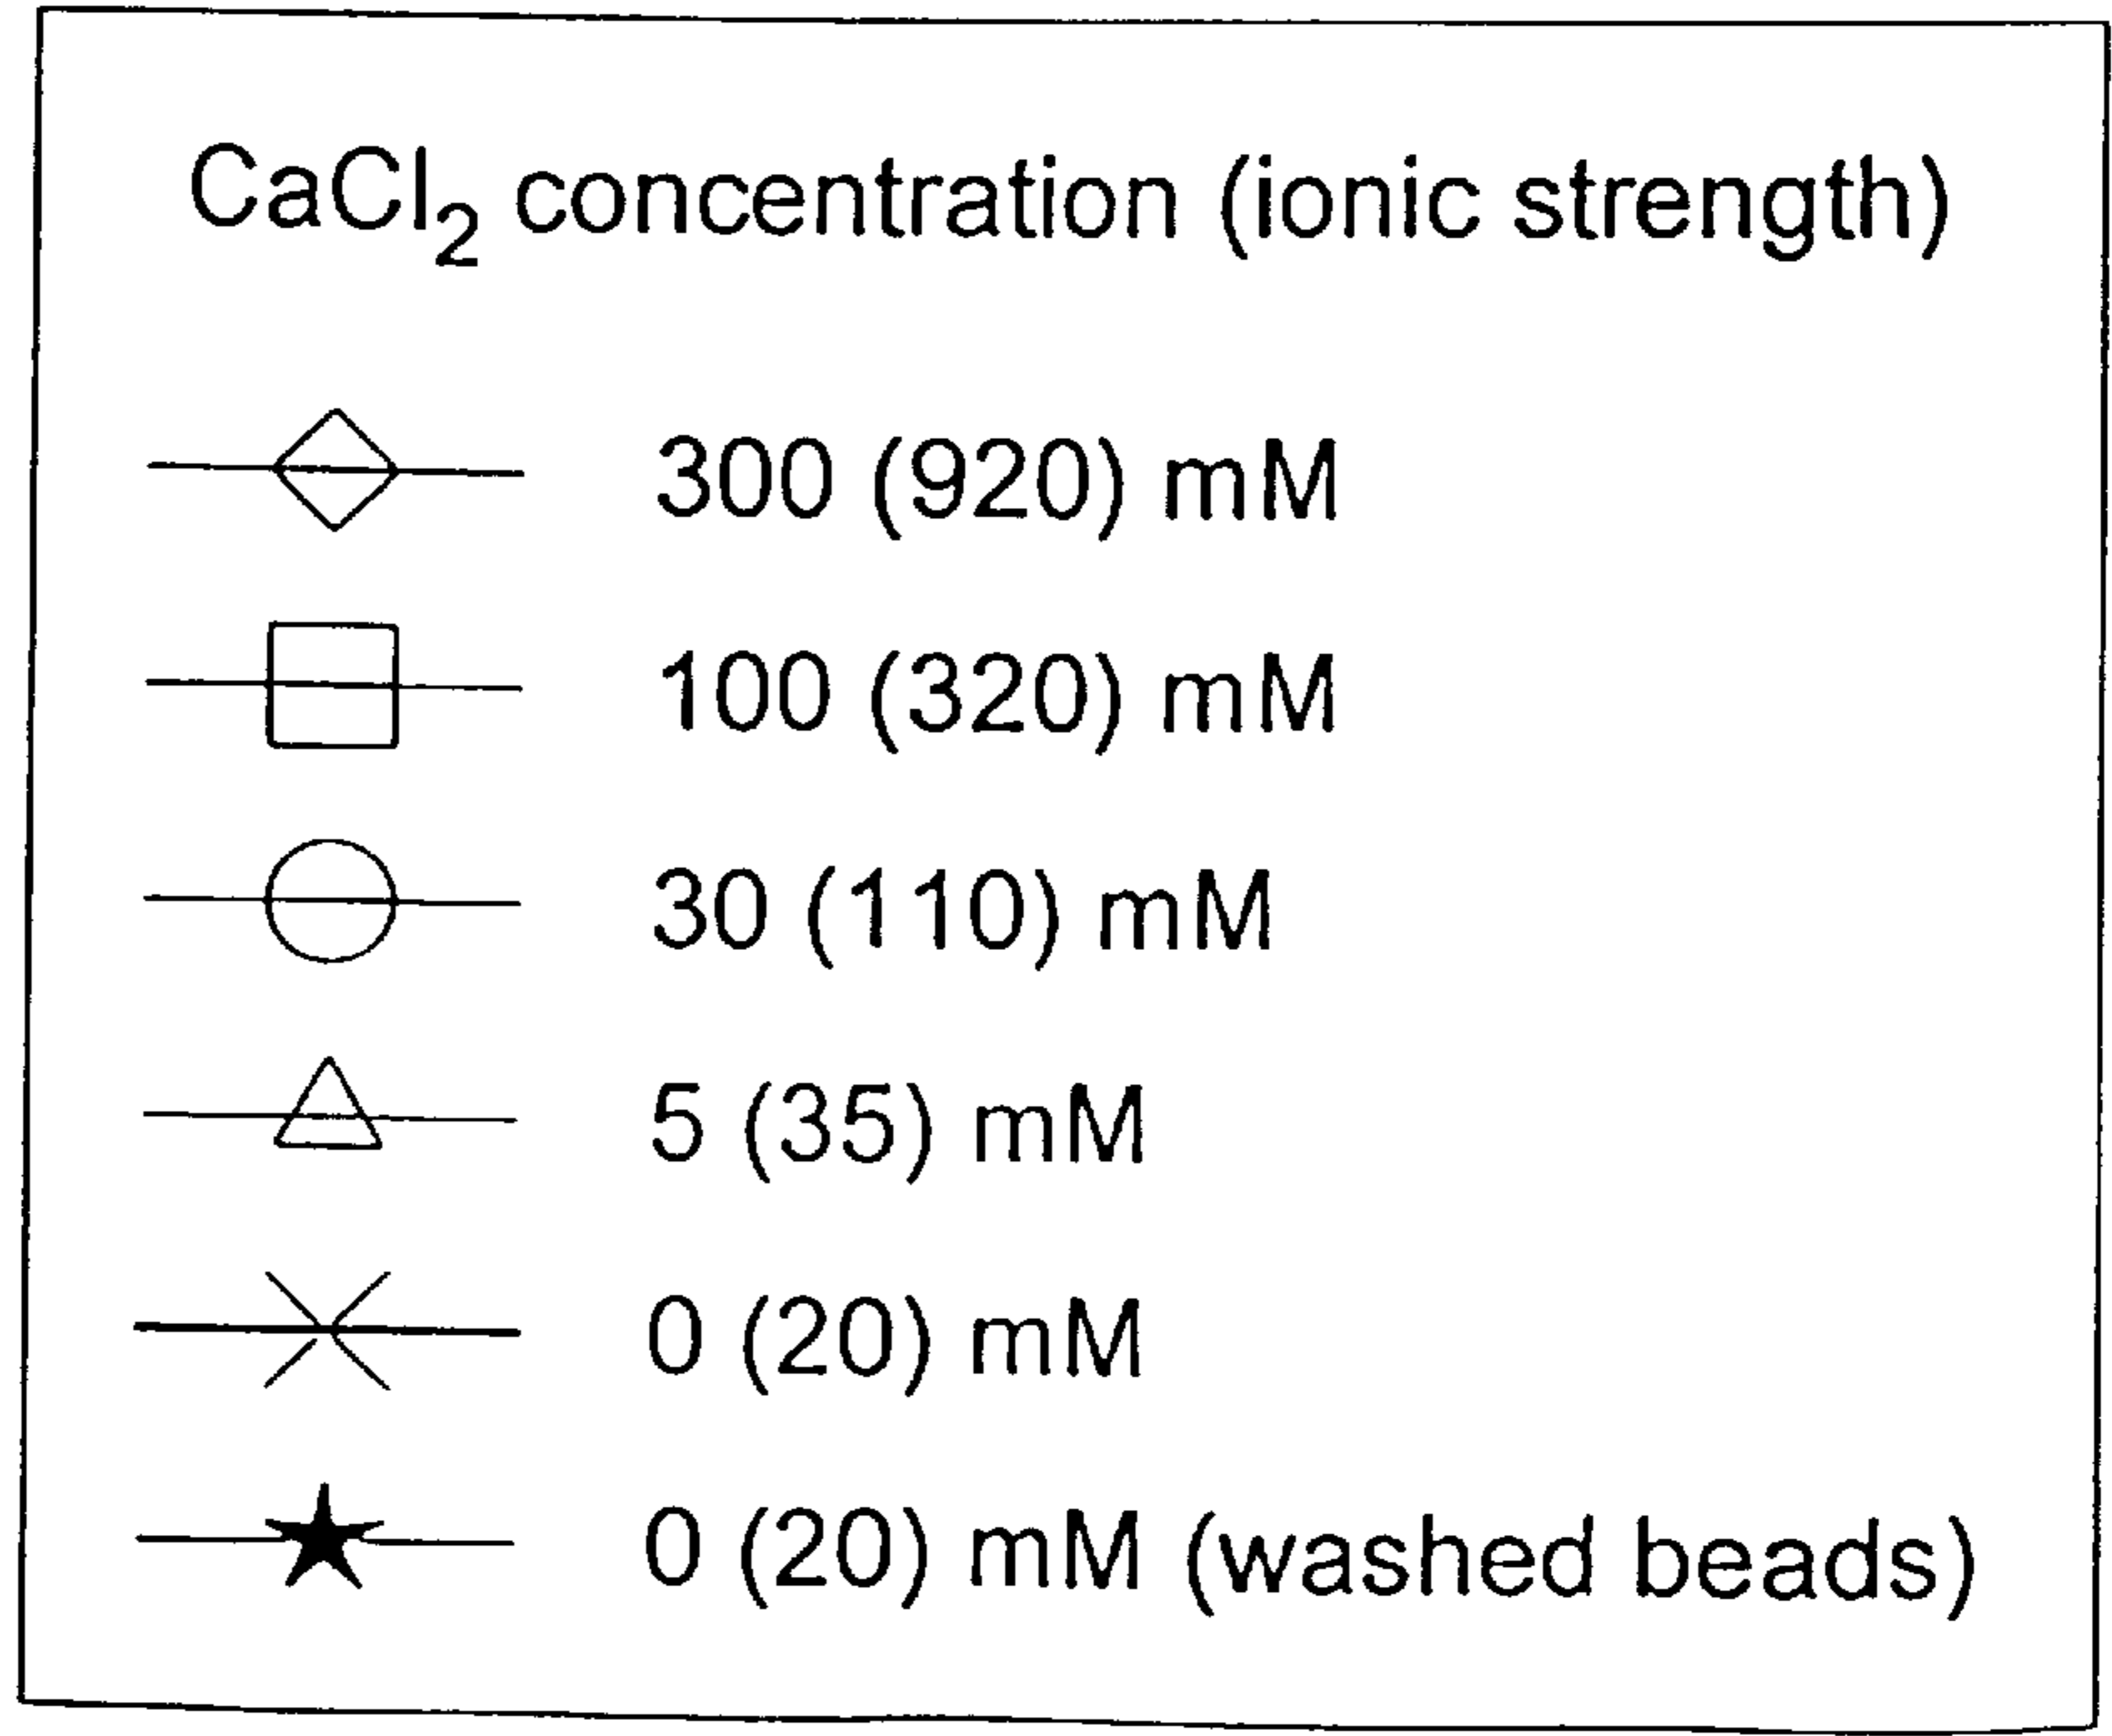 CaCl₂ concentration (ionic strength)
300 (920) mM
100 (320) mM
30 (110) mM
5 (35) mM
0 (20) mM
0 (20) mM (washed beads)